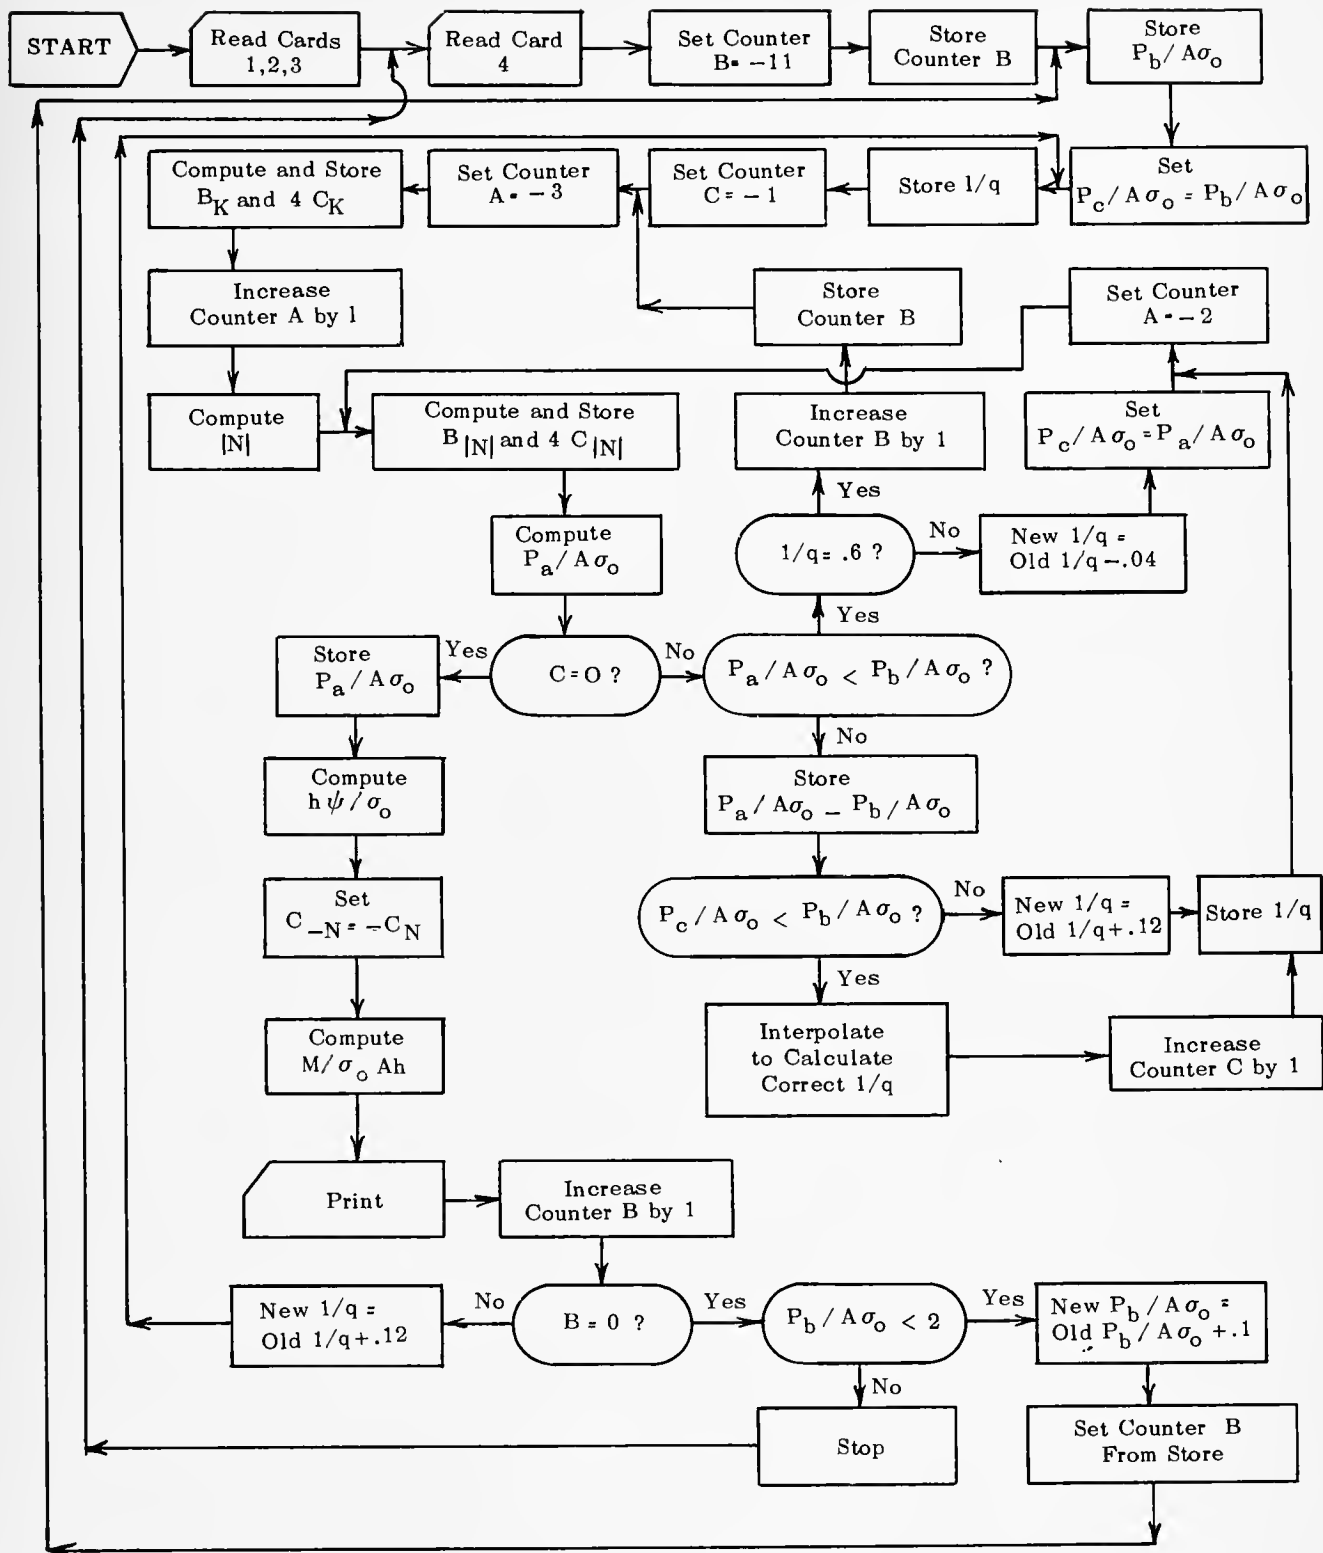 START
Read Cards
1,2,3
Read Card
4
Set Counter
B= -11
Store
Counter B
Store
P_b/Aσ_o
Compute and Store
B_K and 4 C_K
Set Counter
A= -3
Set Counter
C= -1
Store 1/q
Set
P_c/Aσ_o = P_b/Aσ_o
Increase
Counter A by 1
Store
Counter B
Set Counter
A= -2
Compute
|N|
Compute and Store
B_|N| and 4 C_|N|
Increase
Counter B by 1
Set
P_c/Aσ_o = P_a/Aσ_o
Yes
Compute
P_a/Aσ_o
1/q= .6 ?
No
New 1/q =
Old 1/q-.04
Yes
Store
P_a/Aσ_o
Yes
C=O ?
No
P_a/Aσ_o < P_b/Aσ_o ?
No
Compute
hψ/σ_o
Store
P_a/Aσ_o - P_b/Aσ_o
Set
C_-N = -C_N
P_c/Aσ_o < P_b/Aσ_o ?
No
New 1/q =
Old 1/q+.12
Store 1/q
Yes
Compute
M/σ_o Ah
Interpolate
to Calculate
Correct 1/q
Increase
Counter C by 1
Print
Increase
Counter B by 1
New 1/q =
Old 1/q+.12
No
B=0 ?
Yes
P_b/Aσ_o < 2
Yes
New P_b/Aσ_o =
Old P_b/Aσ_o +.1
No
Stop
Set Counter B
From Store